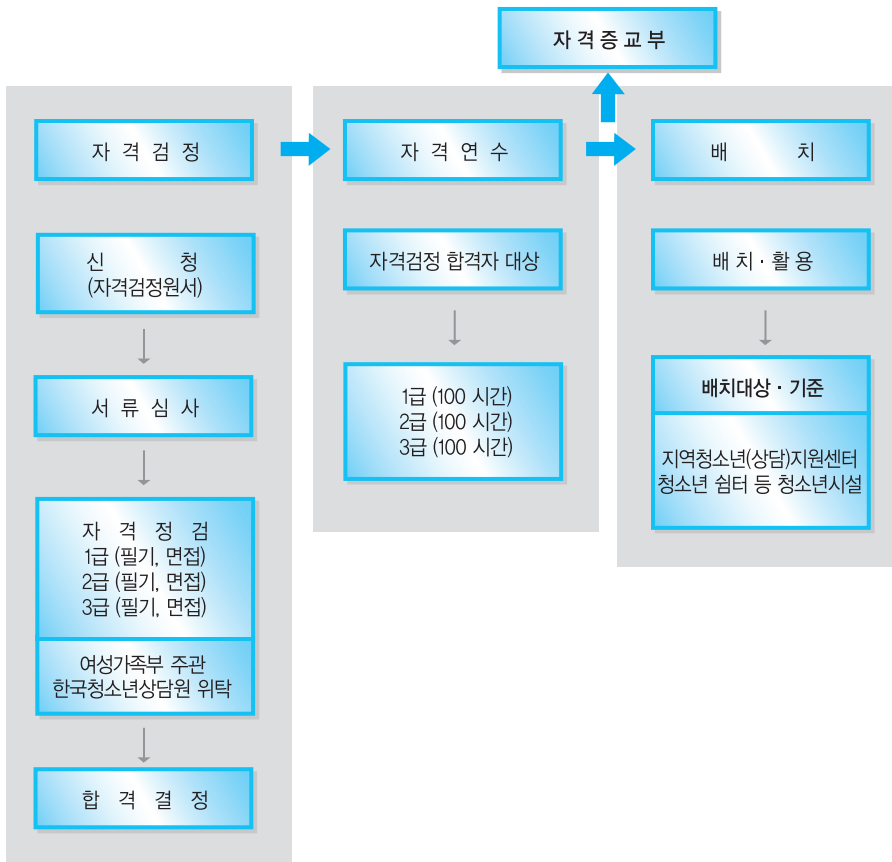 자격증교부
자 격 검 정
신 청
(자격검정원서)
서 류 심 사
자 격 정 검
1급 (필기, 면접)
2급 (필기, 면접)
3급 (필기, 면접)
여성가족부 주관
한국청소년상담원 위탁
합 격 결 정
자 격 연 수
자격검정 합격자 대상
1급 (100 시간)
2급 (100 시간)
3급 (100 시간)
배 치
배 치 · 활 용
배치대상 · 기준
지역청소년(상담)지원센터
청소년 쉼터 등 청소년시설